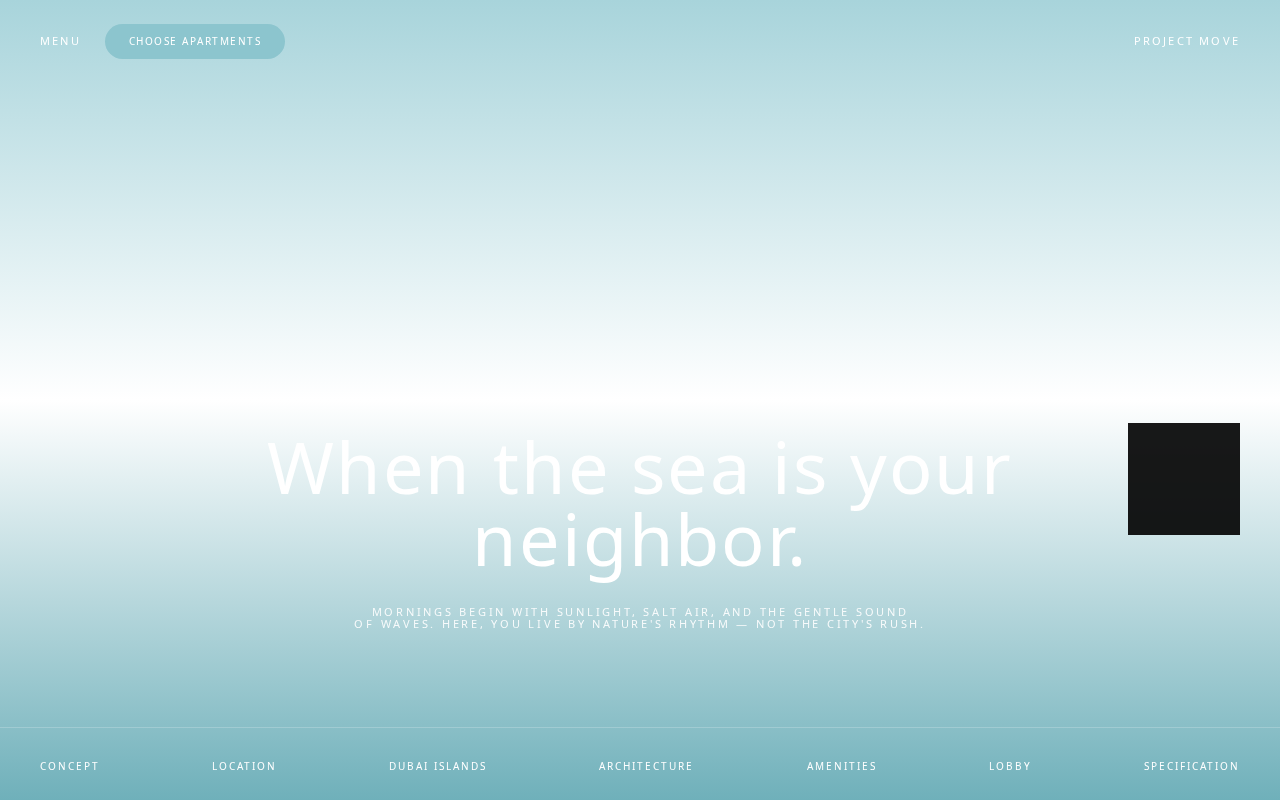 MENU
CHOOSE APARTMENTS
PROJECT MOVE
When the sea is your
neighbor.
MORNINGS BEGIN WITH SUNLIGHT, SALT AIR, AND THE GENTLE SOUND
OF WAVES. HERE, YOU LIVE BY NATURE'S RHYTHM — NOT THE CITY'S RUSH.
CONCEPT
LOCATION
DUBAI ISLANDS
ARCHITECTURE
AMENITIES
LOBBY
SPECIFICATION